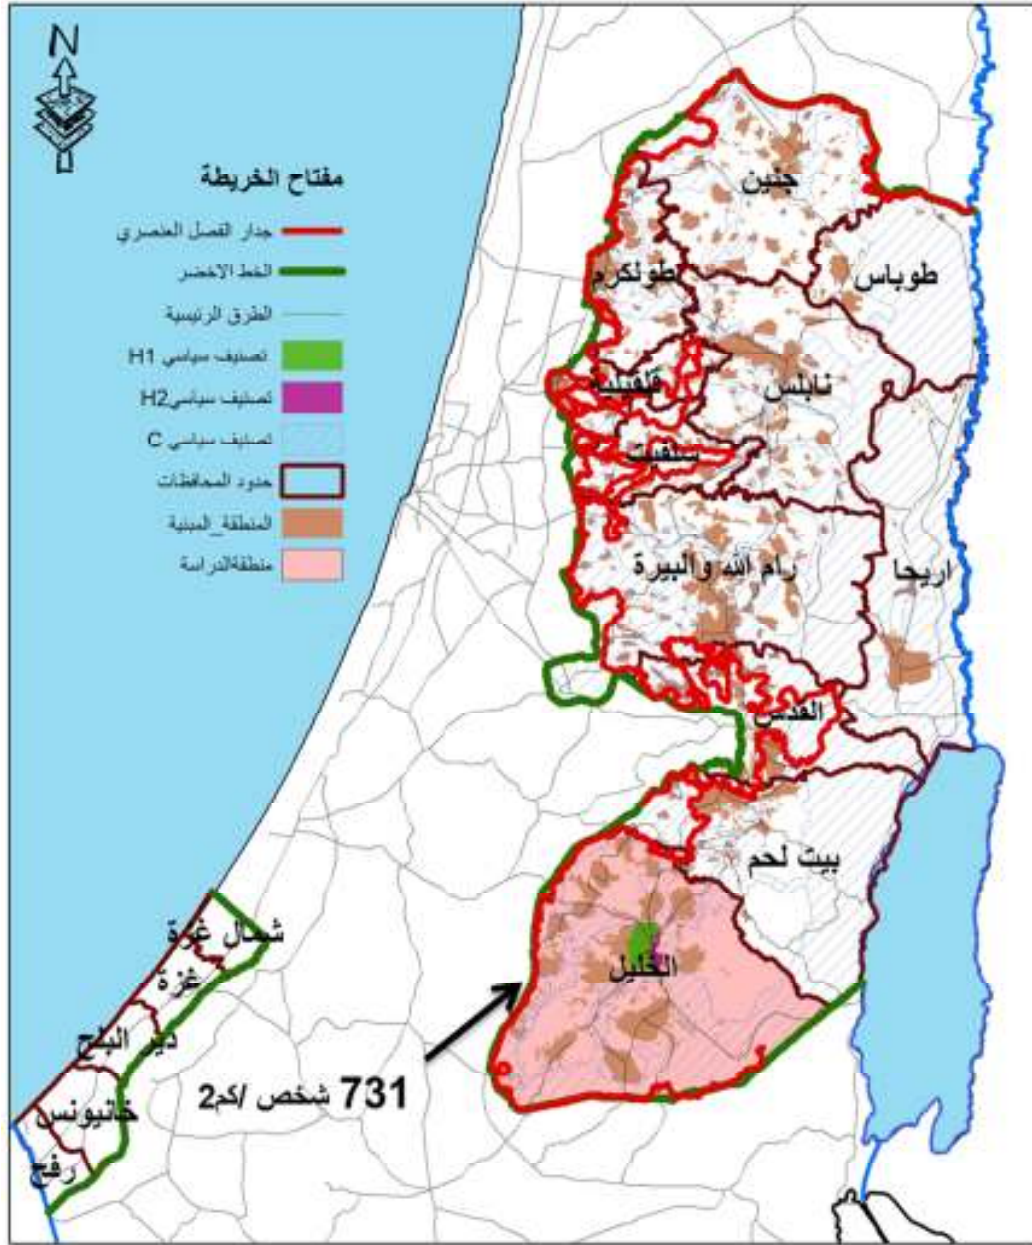 N
مفتاح الخريطة
جدار الفصل العنصري
الخط الاخضر
الطرق الرئيسية
تصنيف سياسي H1
تصنيف سياسي H2
تصنيف سياسي C
حدود المحافظات
المنطقة_المبنية
منطقةالدراسة
جنين
طوباس
طولكرم
نابلس
قلقيلية
سلفيت
رام الله والبيرة
اريحا
القدس
بيت لحم
الخليل
شمال غزة
غزة
دير البلح
خانيونس
رفح
731 شخص /كم2